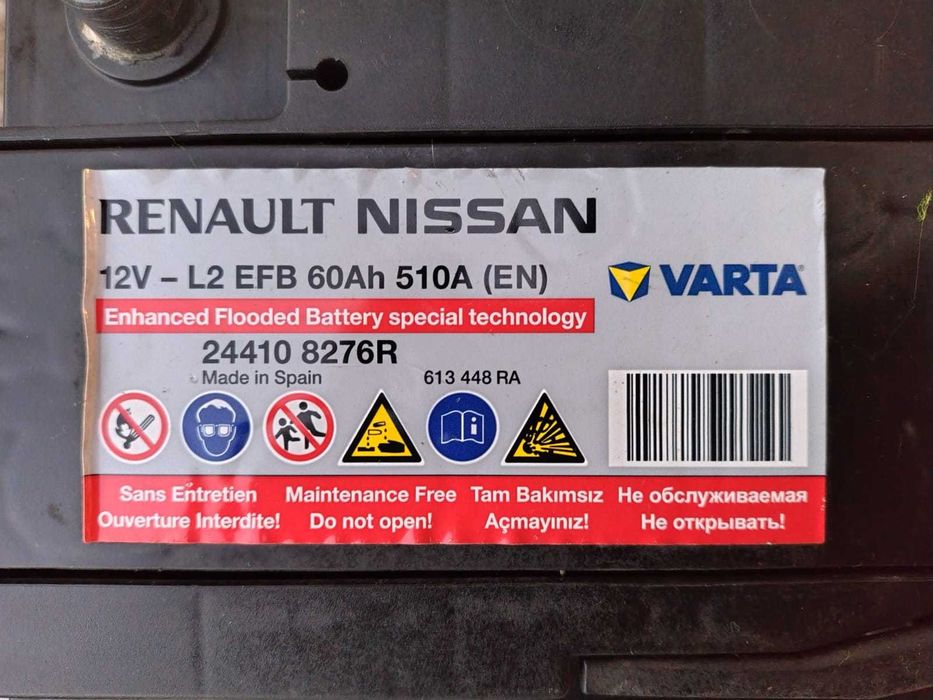 RENAULT NISSAN
12V – L2 EFB 60Ah 510A (EN)
VARTA
Enhanced Flooded Battery special technology
24410 8276R
Made in Spain
613 448 RA
Sans Entretien
Ouverture Interdite!
Maintenance Free
Do not open!
Tam Bakımsız
Açmayınız!
Не обслуживаемая
Не открывать!